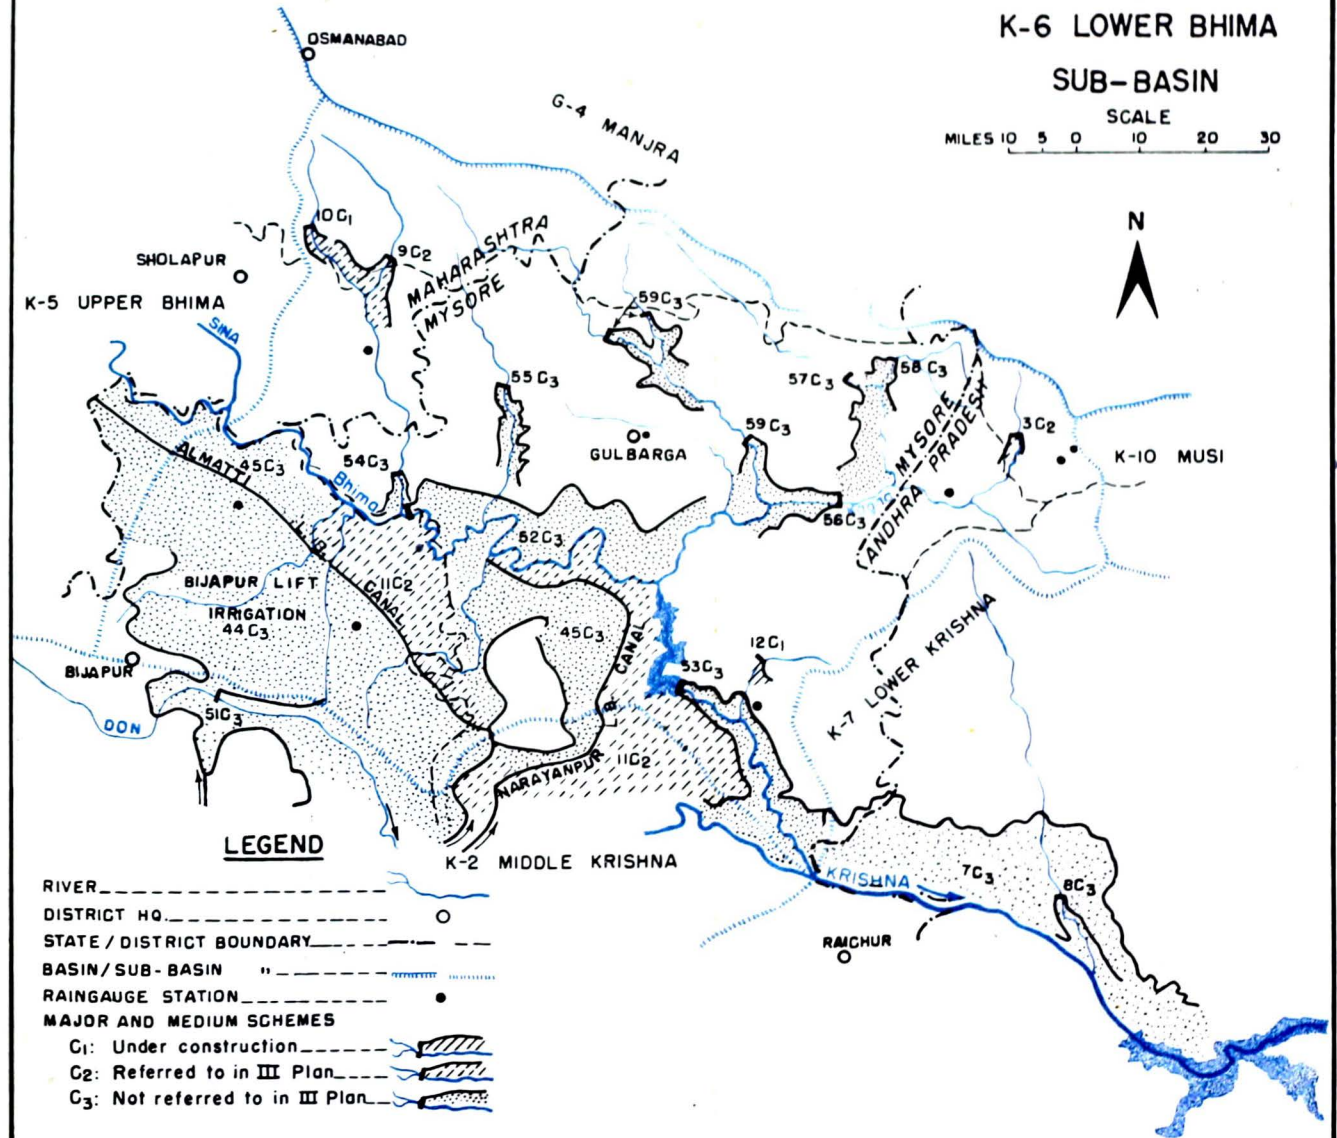 K-6 LOWER BHIMA
SUB-BASIN
SCALE
MILES 10 5 0 10 20 30
OSMANABAD
G-4 MANJRA
N
10C1
9C2
MAHARASHTRA
MYSORE
SHOLAPUR
K-5 UPPER BHIMA
SINA
59C3
55C3
57C3
58C3
MYSORE
ANDHRA PRADESH
3C2
59C3
GULBARGA
K-10 MUSI
ALMATTI
45C3
54C3
Bhima
56C3
52C3
L.B.
CANAL
11C2
BIJAPUR LIFT
IRRIGATION
44C3
45C3
CANAL
L.B.
BIJAPUR
12C1
53C3
K-7 LOWER KRISHNA
51C3
DON
11C2
NARAYANPUR
K-2 MIDDLE KRISHNA
KRISHNA
7C3
8C3
RAICHUR
LEGEND
RIVER
DISTRICT HQ.
STATE/DISTRICT BOUNDARY
BASIN/SUB-BASIN "
RAINGAUGE STATION
MAJOR AND MEDIUM SCHEMES
C1: Under construction
C2: Referred to in III Plan
C3: Not referred to in III Plan